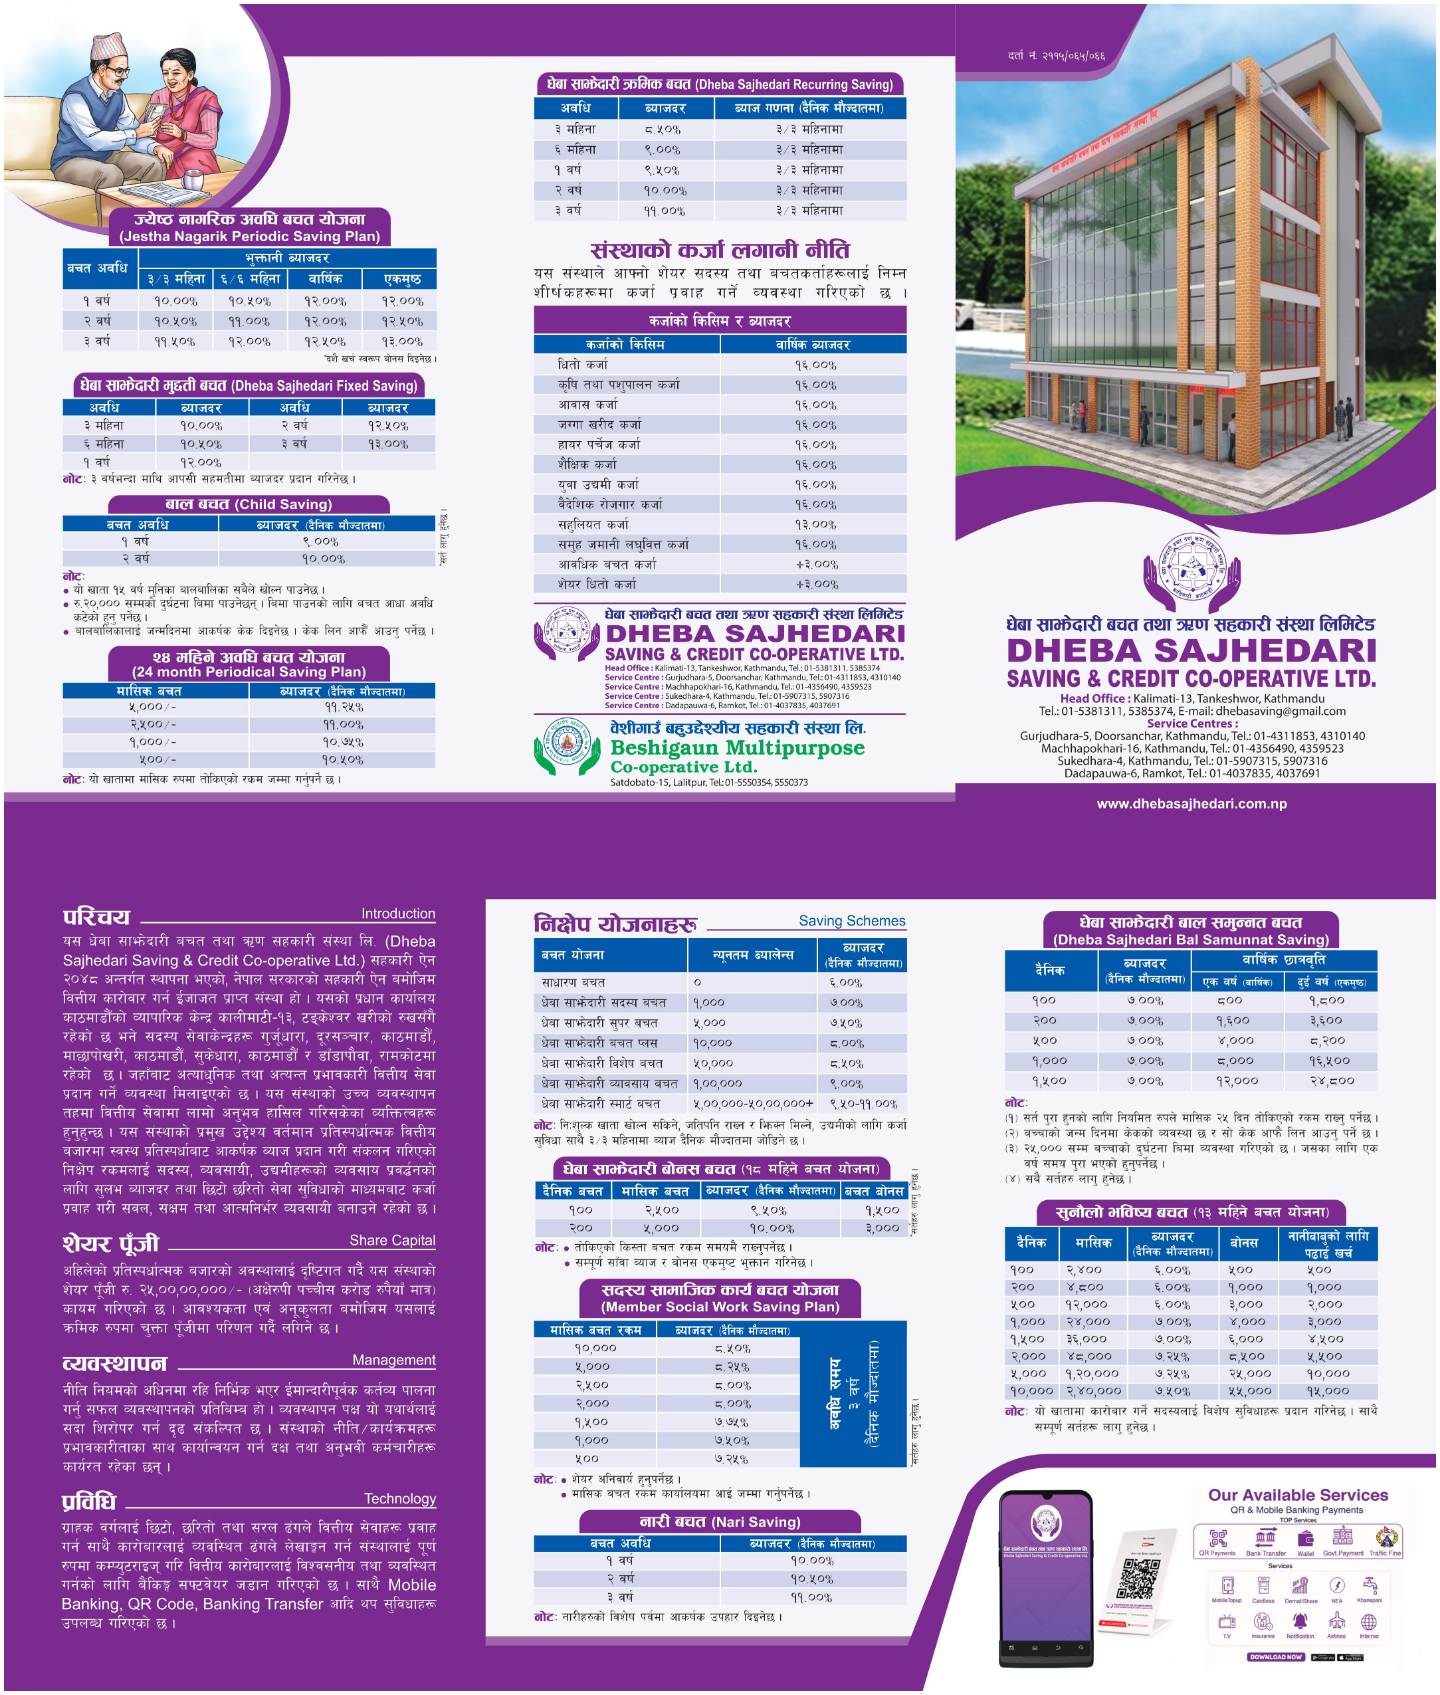 ज्येष्ठ नागरिक अवधि बचत योजना
(Jestha Nagarik Periodic Saving Plan)
बचत अवधि भुक्तानी ब्याजदर
३/३ महिना ६/६ महिना वार्षिक एकमुष्ठ
१ वर्ष १०.००% १०.५०% १२.००% १२.००%
२ वर्ष १०.५०% ११.००% १२.००% १२.५०%
३ वर्ष ११.५०% १२.००% १२.५०% १३.००%
*दशै खर्च स्वरूप बोनस दिइनेछ ।
धेबा साझेदारी मुद्दती बचत (Dheba Sajhedari Fixed Saving)
अवधि ब्याजदर अवधि ब्याजदर
३ महिना १०.००% २ वर्ष १२.५०%
६ महिना १०.५०% ३ वर्ष १३.००%
१ वर्ष १२.००%
नोटः ३ वर्षभन्दा माथि आपसी सहमतीमा ब्याजदर प्रदान गरिनेछ ।
बाल बचत (Child Saving)
बचत अवधि ब्याजदर (दैनिक मौज्दातमा)
१ वर्ष ९.००%
२ वर्ष १०.००%
*सर्त लागु हुनेछ ।
नोटः
• यो खाता १५ वर्ष मुनिका बालबालिका सबैले खोल्न पाउनेछ ।
• रु.२०,००० सम्मको दुर्घटना बिमा पाउनेछन् । बिमा पाउनको लागि बचत आधा अवधि
कटेको हुनु पर्नेछ ।
• बालबालिकालाई जन्मदिनमा आकर्षक केक दिइनेछ । केक लिन आफैँ आउनु पर्नेछ ।
२४ महिने अवधि बचत योजना
(24 month Periodical Saving Plan)
मासिक बचत ब्याजदर (दैनिक मौज्दातमा)
५,०००/- ११.२५%
२,५००/- ११.००%
१,०००/- १०.७५%
५००/- १०.५०%
नोटः यो खातामा मासिक रुपमा तोकिएको रकम जम्मा गर्नुपर्ने छ ।
धेबा साझेदारी क्रमिक बचत (Dheba Sajhedari Recurring Saving)
अवधि ब्याजदर ब्याज गणना (दैनिक मौज्दातमा)
३ महिना ८.५०% ३/३ महिनामा
६ महिना ९.००% ३/३ महिनामा
१ वर्ष ९.५०% ३/३ महिनामा
२ वर्ष १०.००% ३/३ महिनामा
३ वर्ष ११.००% ३/३ महिनामा
संस्थाको कर्जा लगानी नीति
यस संस्थाले आफ्नो शेयर सदस्य तथा बचतकर्ताहरूलाई निम्न
शीर्षकहरूमा कर्जा प्रवाह गर्ने व्यवस्था गरिएको छ ।
कर्जाको किसिम र ब्याजदर
कर्जाको किसिम वार्षिक ब्याजदर
धितो कर्जा १६.००%
कृषि तथा पशुपालन कर्जा १६.००%
आवास कर्जा १६.००%
जग्गा खरीद कर्जा १६.००%
हायर पर्चेज कर्जा १६.००%
शैक्षिक कर्जा १६.००%
युवा उद्यमी कर्जा १६.००%
वैदेशिक रोजगार कर्जा १६.००%
सहुलियत कर्जा १३.००%
समुह जमानी लघुवित्त कर्जा १६.००%
आवधिक बचत कर्जा +३.००%
शेयर धितो कर्जा +३.००%
धेबा साझेदारी बचत तथा ऋण सहकारी संस्था लिमिटेड
DHEBA SAJHEDARI
SAVING & CREDIT CO-OPERATIVE LTD.
Head Office : Kalimati-13, Tankeshwor, Kathmandu, Tel.: 01-5381311, 5385374
Service Centre : Gurjudhara-5, Doorsanchar, Kathmandu, Tel.: 01-4311853, 4310140
Service Centre : Machhapokhari-16, Kathmandu, Tel.: 01-4356490, 4359523
Service Centre : Sukedhara-4, Kathmandu, Tel.: 01-5907315, 5907316
Service Centre : Dadapauwa-6, Ramkot, Tel.: 01-4037835, 4037691
वेशीगाउँ बहुउद्देश्यीय सहकारी संस्था लि.
Beshigaun Multipurpose
Co-operative Ltd.
Satdobato-15, Lalitpur, Tel.: 01-5550354, 5550373
दर्ता नं. २११५/०६५/०६६
धेबा साझेदारी बचत तथा ऋण सहकारी संस्था लिमिटेड
DHEBA SAJHEDARI
SAVING & CREDIT CO-OPERATIVE LTD.
Head Office : Kalimati-13, Tankeshwor, Kathmandu
Tel.: 01-5381311, 5385374, E-mail: dhebasaving@gmail.com
Service Centres :
Gurjudhara-5, Doorsanchar, Kathmandu, Tel.: 01-4311853, 4310140
Machhapokhari-16, Kathmandu, Tel.: 01-4356490, 4359523
Sukedhara-4, Kathmandu, Tel.: 01-5907315, 5907316
Dadapauwa-6, Ramkot, Tel.: 01-4037835, 4037691
www.dhebasajhedari.com.np
परिचय Introduction
यस धेबा साझेदारी बचत तथा ऋण सहकारी संस्था लि. (Dheba
Sajhedari Saving & Credit Co-operative Ltd.) सहकारी ऐन
२०४८ अन्तर्गत स्थापना भएको, नेपाल सरकारको सहकारी ऐन बमोजिम
वित्तीय कारोवार गर्न ईजाजत प्राप्त संस्था हो । यसको प्रधान कार्यालय
काठमाडौंको व्यापारिक केन्द्र कालीमाटी-१३, टङ्केश्वर खरीको रुखसँगै
रहेको छ भने सदस्य सेवाकेन्द्रहरू गुर्जूधारा, दूरसञ्चार, काठमाडौं,
माछापोखरी, काठमाडौं, सुकेधारा, काठमाडौं र डाँडापौवा, रामकोटमा
रहेको छ । जहाँबाट अत्याधुनिक तथा अत्यन्त प्रभावकारी वित्तीय सेवा
प्रदान गर्ने व्यवस्था मिलाइएको छ । यस संस्थाको उच्च व्यवस्थापन
तहमा वित्तीय सेवामा लामो अनुभव हासिल गरिसकेका व्यक्तित्वहरू
हुनुहुन्छ । यस संस्थाको प्रमुख उद्देश्य वर्तमान प्रतिस्पर्धात्मक वित्तीय
बजारमा स्वस्थ प्रतिस्पर्धाबाट आकर्षक ब्याज प्रदान गरी संकलन गरिएको
निक्षेप रकमलाई सदस्य, व्यवसायी, उद्यमीहरूको व्यवसाय प्रवर्द्धनको
लागि सुलभ ब्याजदर तथा छिटो छरितो सेवा सुविधाको माध्यमबाट कर्जा
प्रवाह गरी सवल, सक्षम तथा आत्मनिर्भर व्यवसायी बनाउने रहेको छ ।
शेयर पूँजी Share Capital
अहिलेको प्रतिस्पर्धात्मक बजारको अवस्थालाई दृष्टिगत गर्दै यस संस्थाको
शेयर पूँजी रु. २५,००,००,०००/- (अक्षेरुपी पच्चीस करोड रुपैयाँ मात्र)
कायम गरिएको छ । आवश्यकता एवं अनुकूलता बमोजिम यसलाई
क्रमिक रुपमा चुक्ता पूँजीमा परिणत गर्दै लगिने छ ।
व्यवस्थापन Management
नीति नियमको अधिनमा रहि निर्भिक भएर ईमान्दारीपूर्वक कर्तव्य पालना
गर्नु सफल व्यवस्थापनको प्रतिबिम्ब हो । व्यवस्थापन पक्ष यो यथार्थलाई
सदा शिरोपर गर्न दृढ संकल्पित छ । संस्थाको नीति/कार्यक्रमहरू
प्रभावकारीताका साथ कार्यान्वयन गर्न दक्ष तथा अनुभवी कर्मचारीहरू
कार्यरत रहेका छन् ।
प्रविधि Technology
ग्राहक वर्गलाई छिटो, छरितो तथा सरल ढंगले वित्तीय सेवाहरू प्रवाह
गर्न साथै कारोबारलाई व्यवस्थित ढंगले लेखाङ्कन गर्न संस्थालाई पूर्ण
रुपमा कम्प्युटराइज् गरि वित्तीय कारोबारलाई विश्वसनीय तथा व्यवस्थित
गर्नको लागि बैंकिङ्ग सफ्टवेयर जडान गरिएको छ । साथै Mobile
Banking, QR Code, Banking Transfer आदि थप सुविधाहरू
उपलब्ध गरिएको छ ।
निक्षेप योजनाहरू Saving Schemes
बचत योजना न्यूनतम ब्यालेन्स ब्याजदर (दैनिक मौज्दातमा)
साधारण बचत ० ६.००%
धेबा साझेदारी सदस्य बचत १,००० ७.००%
धेबा साझेदारी सुपर बचत ५,००० ७.५०%
धेबा साझेदारी बचत प्लस १०,००० ८.००%
धेबा साझेदारी विशेष बचत ५०,००० ८.५०%
धेबा साझेदारी व्यावसाय बचत १,००,००० ९.००%
धेबा साझेदारी स्मार्ट बचत ५,००,०००-५०,००,०००+ ९.५०-११.००%
नोटः निःशुल्क खाता खोल्न सकिने, जतिपनि राख्न र झिक्न मिल्ने, उद्यमीको लागि कर्जा
सुविधा साथै ३/३ महिनामा ब्याज दैनिक मौज्दातमा जोडिने छ ।
धेबा साझेदारी बोनस बचत (१८ महिने बचत योजना)
दैनिक बचत मासिक बचत ब्याजदर (दैनिक मौज्दातमा) बचत बोनस
१०० २,५०० ९.५०% १,५००
२०० ५,००० १०.००% ३,०००
*सर्तहरु लागु हुनेछ ।
नोटः • तोकिएको किस्ता बचत रकम समयमै राख्नुपर्नेछ ।
• सम्पूर्ण साँवा ब्याज र बोनस एकमुष्ट भुक्तान गरिनेछ ।
सदस्य सामाजिक कार्य बचत योजना
(Member Social Work Saving Plan)
मासिक बचत रकम ब्याजदर (दैनिक मौज्दातमा)
१०,००० ८.५०%
५,००० ८.२५%
२,५०० ८.००%
२,००० ८.००%
१,५०० ७.७५%
१,००० ७.५०%
५०० ७.२५%
अवधि समय
३ वर्ष
(दैनिक मौज्दातमा)
*सर्तहरु लागु हुनेछ ।
नोटः • शेयर अनिवार्य हुनुपर्नेछ ।
• मासिक बचत रकम कार्यालयमा आई जम्मा गर्नुपर्नेछ ।
नारी बचत (Nari Saving)
बचत अवधि ब्याजदर (दैनिक मौज्दातमा)
१ वर्ष १०.००%
२ वर्ष १०.५०%
३ वर्ष ११.००%
नोटः नारीहरुको विशेष पर्वमा आकर्षक उपहार दिइनेछ ।
धेबा साझेदारी बाल समुन्नत बचत
(Dheba Sajhedari Bal Samunnat Saving)
दैनिक ब्याजदर (दैनिक मौज्दातमा) वार्षिक छात्रवृति
एक वर्ष (वार्षिक) दुई वर्ष (एकमुष्ठ)
१०० ७.००% ८०० १,८००
२०० ७.००% १,६०० ३,६००
५०० ७.००% ४,००० ८,२००
१,००० ७.००% ८,००० १६,५००
१,५०० ७.००% १२,००० २४,८००
नोटः
(१) सर्त पुरा हुनको लागि नियमित रुपले मासिक २५ दिन तोकिएको रकम राख्नु पर्नेछ ।
(२) बच्चाको जन्म दिनमा केकको व्यवस्था छ र सो केक आफै लिन आउनु पर्ने छ ।
(३) २५,००० सम्म बच्चाको दुर्घटना बिमा व्यवस्था गरिएको छ । जसका लागि एक
वर्ष समय पुरा भएको हुनुपर्नेछ ।
(४) सबै सर्तहरु लागु हुनेछ ।
सुनौलो भविष्य बचत (१३ महिने बचत योजना)
दैनिक मासिक ब्याजदर (दैनिक मौज्दातमा) बोनस नानीबाबुको लागि पढाई खर्च
१०० २,४०० ६.००% ५०० ५००
२०० ४,८०० ६.००% १,००० १,०००
५०० १२,००० ६.००% ३,००० २,०००
१,००० २४,००० ७.००% ४,००० ३,०००
१,५०० ३६,००० ७.००% ६,००० ४,५००
२,००० ४८,००० ७.२५% ८,५०० ५,५००
५,००० १,२०,००० ७.२५% २५,००० १०,०००
१०,००० २,४०,००० ७.५०% ५५,००० १५,०००
नोटः यो खातामा कारोबार गर्ने सदस्यलाई विशेष सुविधाहरू प्रदान गरिनेछ । साथै
सम्पूर्ण सर्तहरू लागु हुनेछ ।
Our Available Services
QR & Mobile Banking Payments
TOP Services
QR Payments Bank Transfer Wallet Govt.Payment Traffic Fine
Services
MobileTopup Cardless Demat/Share NEA Khanepani
T.V Insurance Notification Airlines Internet
DOWNLOAD NOW